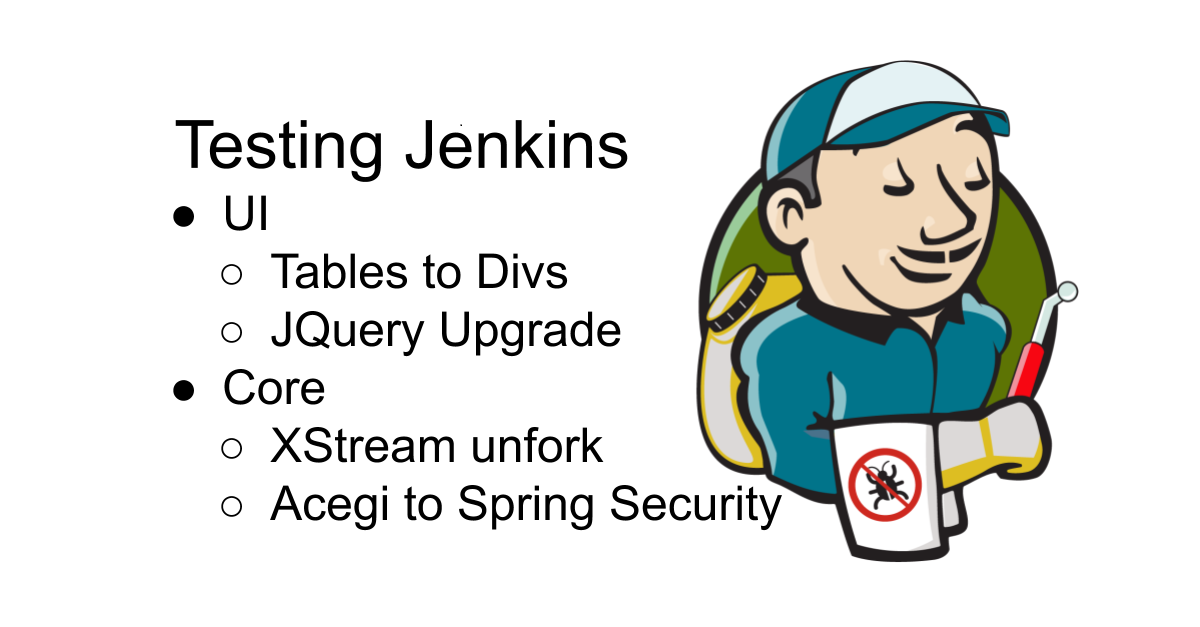 Testing Jenkins
● UI
○ Tables to Divs
○ JQuery Upgrade
● Core
○ XStream unfork
○ Acegi to Spring Security